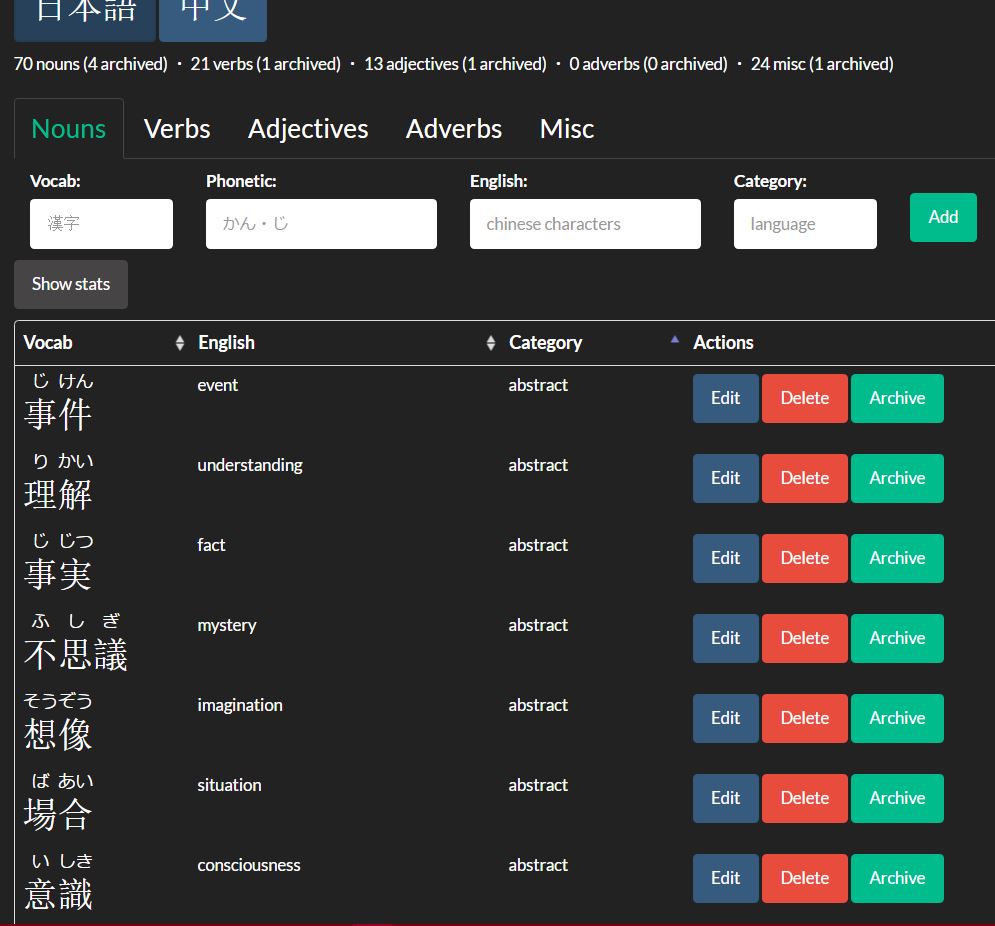 日本語 中文
70 nouns (4 archived) ・ 21 verbs (1 archived) ・ 13 adjectives (1 archived) ・ 0 adverbs (0 archived) ・ 24 misc (1 archived)
Nouns Verbs Adjectives Adverbs Misc
Vocab: Phonetic: English: Category:
漢字 かん・じ chinese characters language Add
Show stats
Vocab English Category Actions
じ けん
事件 event abstract Edit Delete Archive
り かい
理解 understanding abstract Edit Delete Archive
じ じつ
事実 fact abstract Edit Delete Archive
ふ し ぎ
不思議 mystery abstract Edit Delete Archive
そうぞう
想像 imagination abstract Edit Delete Archive
ば あい
場合 situation abstract Edit Delete Archive
い しき
意識 consciousness abstract Edit Delete Archive